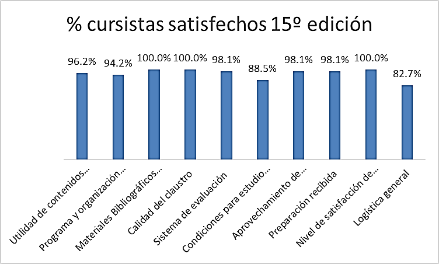 % cursistas satisfechos 15º edición
96.2%
94.2%
100.0%
100.0%
98.1%
88.5%
98.1%
98.1%
100.0%
82.7%
Utilidad de contenidos...
Programa y organización...
Materiales Bibliográficos...
Calidad del claustro
Sistema de evaluación
Condiciones para estudio...
Aprovechamiento de...
Preparación recibida
Nivel de satisfacción de...
Logística general